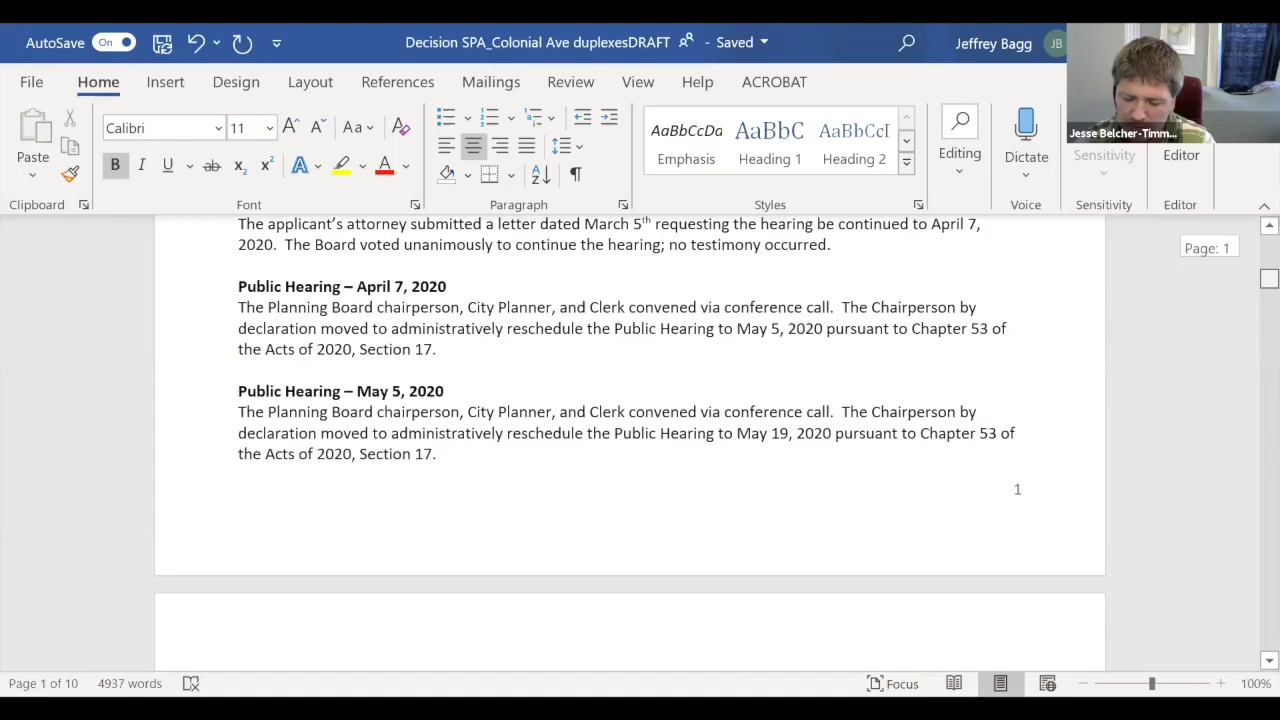 AutoSave On Decision SPA_Colonial Ave duplexesDRAFT - Saved Jeffrey Bagg JB
File Home Insert Design Layout References Mailings Review View Help ACROBAT
Jesse Belcher-Timm...
Paste
Calibri 11
Aa
B I U ab x2 x2 A A
AaBbCcDd AaBbC AaBbCcI
Emphasis Heading 1 Heading 2
Editing Dictate Sensitivity Editor
Clipboard Font Paragraph Styles Voice Sensitivity Editor
The applicant's attorney submitted a letter dated March 5th requesting the hearing be continued to April 7,
2020. The Board voted unanimously to continue the hearing; no testimony occurred.
Page: 1
Public Hearing – April 7, 2020
The Planning Board chairperson, City Planner, and Clerk convened via conference call. The Chairperson by
declaration moved to administratively reschedule the Public Hearing to May 5, 2020 pursuant to Chapter 53 of
the Acts of 2020, Section 17.
Public Hearing – May 5, 2020
The Planning Board chairperson, City Planner, and Clerk convened via conference call. The Chairperson by
declaration moved to administratively reschedule the Public Hearing to May 19, 2020 pursuant to Chapter 53 of
the Acts of 2020, Section 17.
1
Page 1 of 10 4937 words Focus 100%